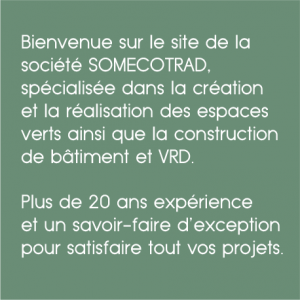 Bienvenue sur le site de la
société SOMECOTRAD,
spécialisée dans la création
et la réalisation des espaces
verts ainsi que la construction
de bâtiment et VRD.
Plus de 20 ans expérience
et un savoir-faire d'exception
pour satisfaire tout vos projets.